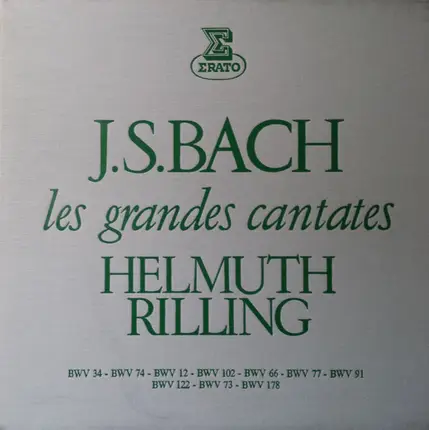 Σ
ΣRATO
J.S.BACH
les grandes cantates
HELMUTH
RILLING
BWV 34 - BWV 74 - BWV 12 - BWV 102 - BWV 66 - BWV 77 - BWV 91
BWV 122 - BWV 73 - BWV 178